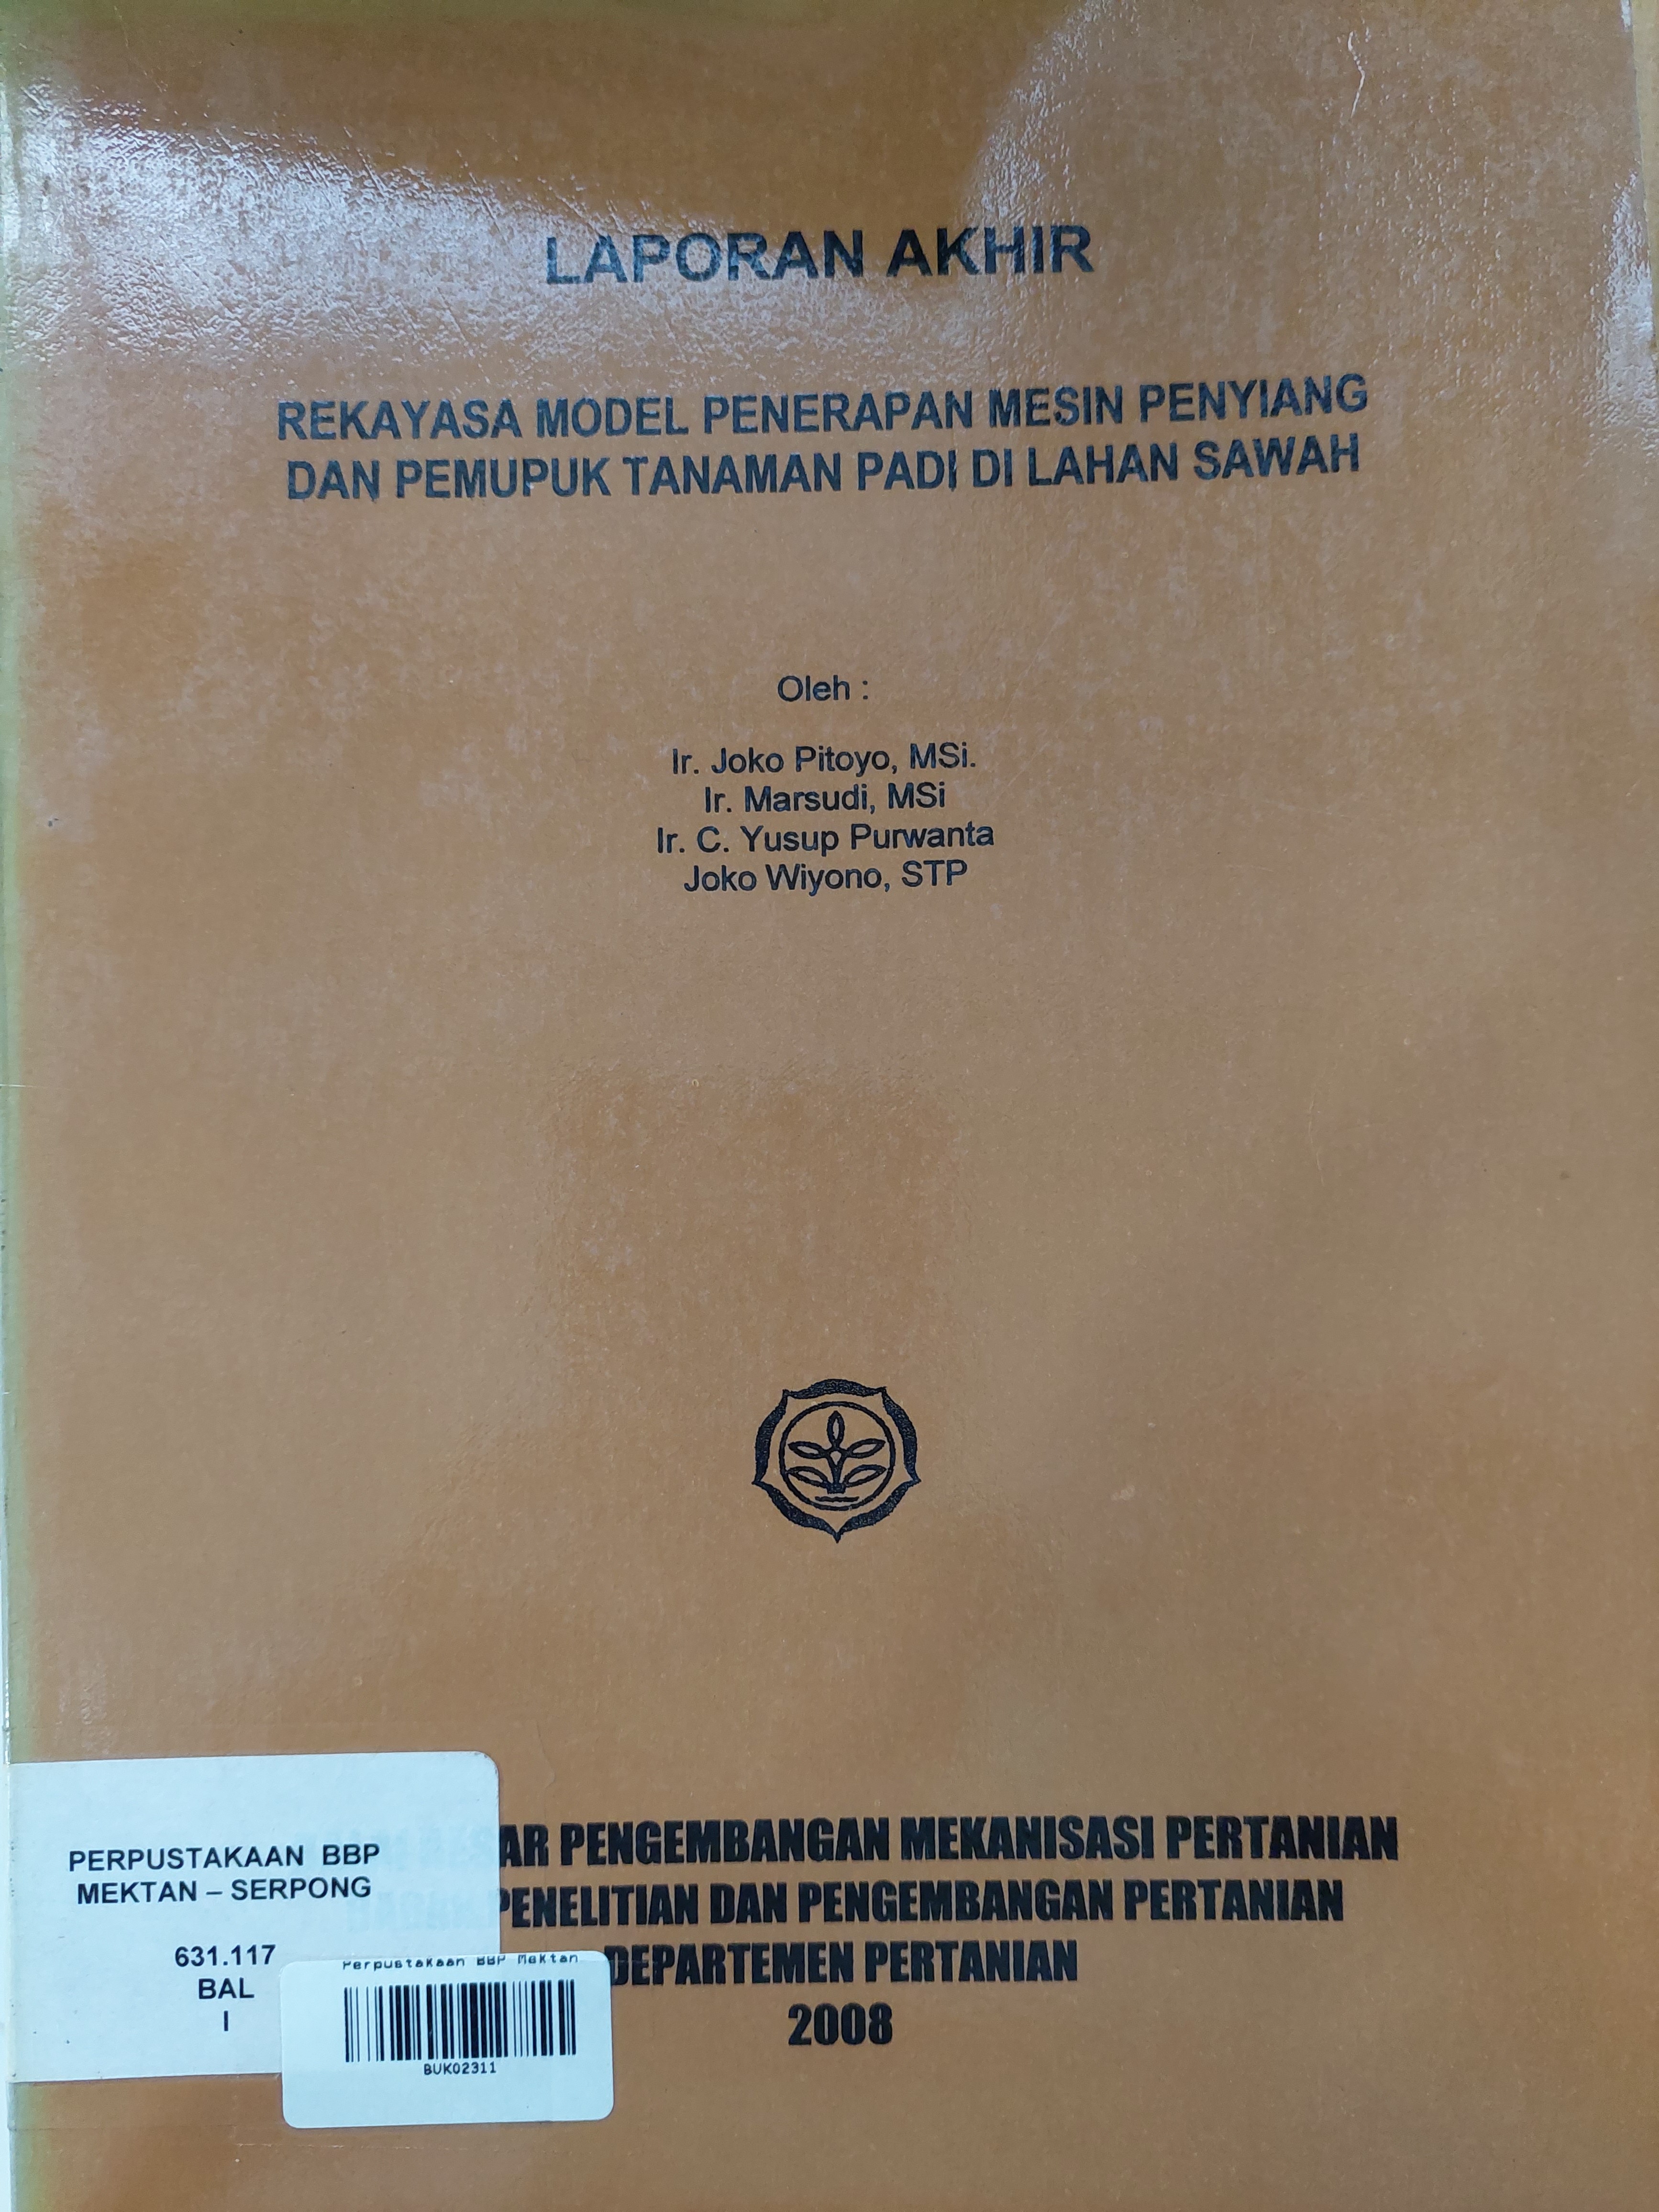 LAPORAN AKHIR
REKAYASA MODEL PENERAPAN MESIN PENYIANG
DAN PEMUPUK TANAMAN PADI DI LAHAN SAWAH
Oleh :
Ir. Joko Pitoyo, MSi.
Ir. Marsudi, MSi
Ir. C. Yusup Purwanta
Joko Wiyono, STP
AR PENGEMBANGAN MEKANISASI PERTANIAN
PENELITIAN DAN PENGEMBANGAN PERTANIAN
DEPARTEMEN PERTANIAN
2008
PERPUSTAKAAN BBP
MEKTAN – SERPONG
631.117
BAL
I
Perpustakaan BBP Mektan
BUK02311